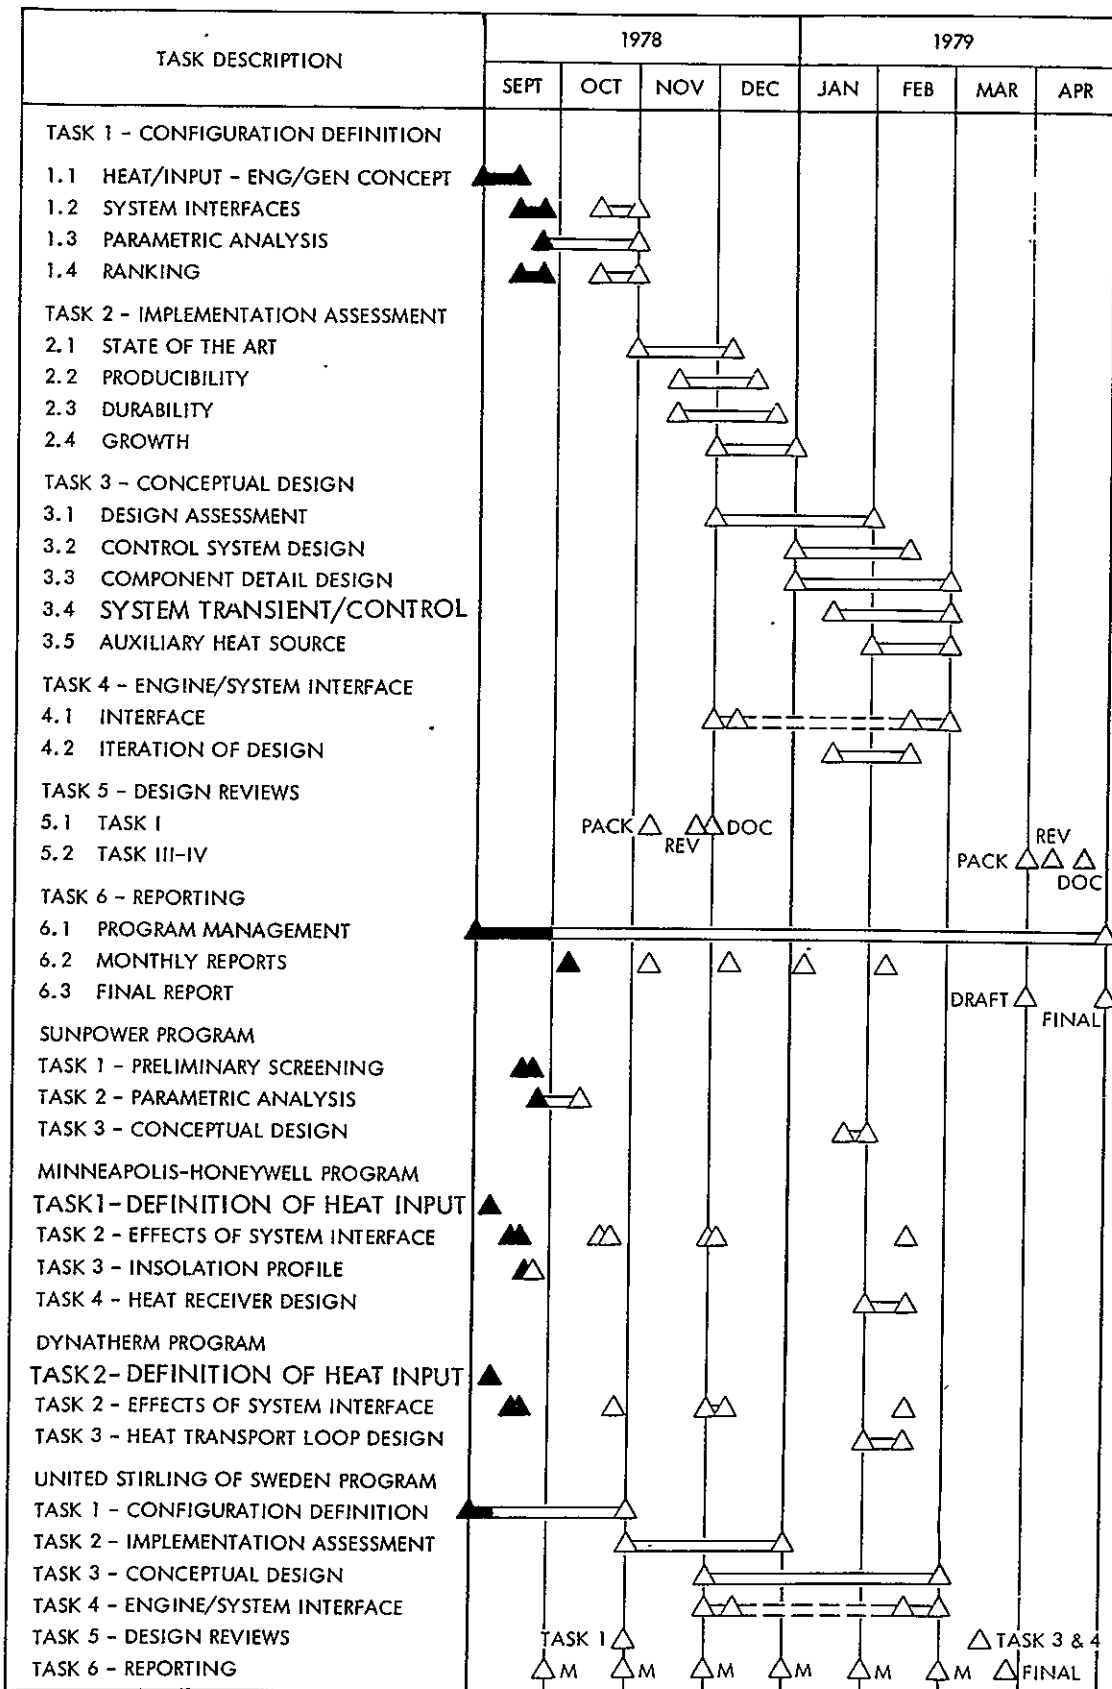 TASK DESCRIPTION
1978 1979
SEPT OCT NOV DEC JAN FEB MAR APR
TASK 1 - CONFIGURATION DEFINITION
1.1 HEAT/INPUT - ENG/GEN CONCEPT
1.2 SYSTEM INTERFACES
1.3 PARAMETRIC ANALYSIS
1.4 RANKING
TASK 2 - IMPLEMENTATION ASSESSMENT
2.1 STATE OF THE ART
2.2 PRODUCIBILITY
2.3 DURABILITY
2.4 GROWTH
TASK 3 - CONCEPTUAL DESIGN
3.1 DESIGN ASSESSMENT
3.2 CONTROL SYSTEM DESIGN
3.3 COMPONENT DETAIL DESIGN
3.4 SYSTEM TRANSIENT/CONTROL
3.5 AUXILIARY HEAT SOURCE
TASK 4 - ENGINE/SYSTEM INTERFACE
4.1 INTERFACE
4.2 ITERATION OF DESIGN
TASK 5 - DESIGN REVIEWS
5.1 TASK I PACK REV DOC
5.2 TASK III-IV PACK REV DOC
TASK 6 - REPORTING
6.1 PROGRAM MANAGEMENT
6.2 MONTHLY REPORTS
6.3 FINAL REPORT DRAFT FINAL
SUNPOWER PROGRAM
TASK 1 - PRELIMINARY SCREENING
TASK 2 - PARAMETRIC ANALYSIS
TASK 3 - CONCEPTUAL DESIGN
MINNEAPOLIS-HONEYWELL PROGRAM
TASK1-DEFINITION OF HEAT INPUT
TASK 2 - EFFECTS OF SYSTEM INTERFACE
TASK 3 - INSOLATION PROFILE
TASK 4 - HEAT RECEIVER DESIGN
DYNATHERM PROGRAM
TASK2-DEFINITION OF HEAT INPUT
TASK 2 - EFFECTS OF SYSTEM INTERFACE
TASK 3 - HEAT TRANSPORT LOOP DESIGN
UNITED STIRLING OF SWEDEN PROGRAM
TASK 1 - CONFIGURATION DEFINITION
TASK 2 - IMPLEMENTATION ASSESSMENT
TASK 3 - CONCEPTUAL DESIGN
TASK 4 - ENGINE/SYSTEM INTERFACE
TASK 5 - DESIGN REVIEWS TASK 1 TASK 3 & 4
TASK 6 - REPORTING M M M M M M FINAL